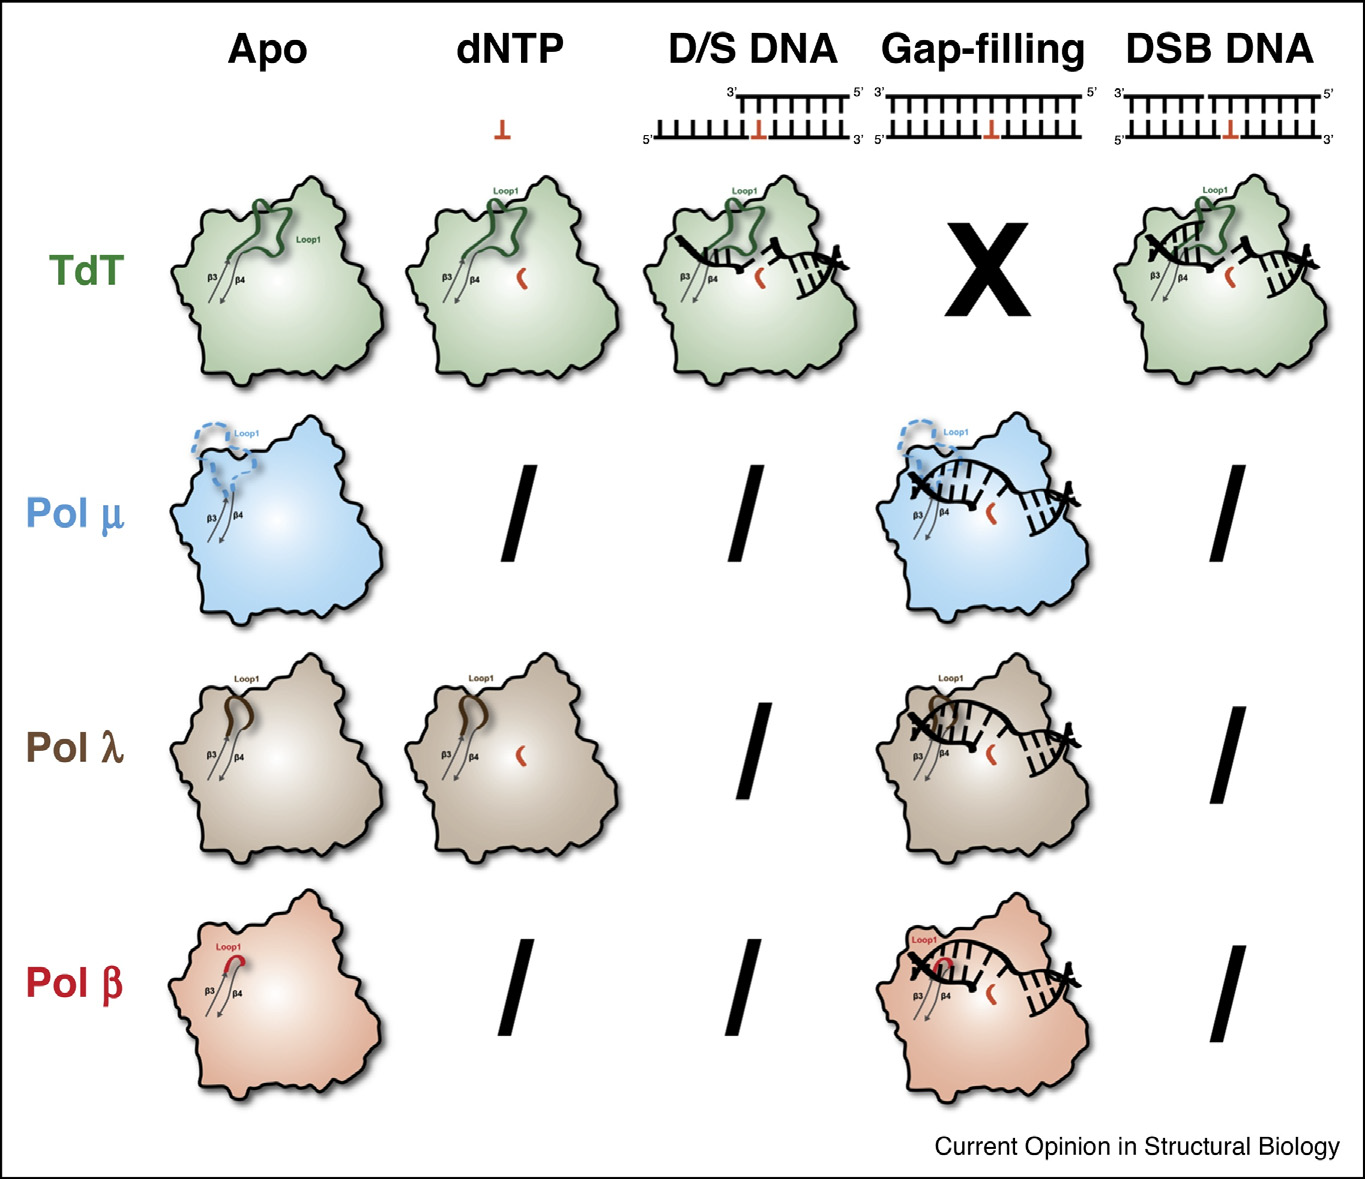 Apo dNTP D/S DNA Gap-filling DSB DNA
3' 5' 3' 5' 3' 5'
5' 3' 5' 5' 3'
TdT
Loop1 β3 β4
Loop1 β3 β4
Loop1 β3 β4
X
Loop1 β3 β4
Pol μ
Loop1 β3 β4
/
/
Loop1 β3 β4
/
Pol λ
Loop1 β3 β4
Loop1 β3 β4
/
Loop1 β3 β4
/
Pol β
Loop1 β3 β4
/
/
Loop1 β3 β4
/
Current Opinion in Structural Biology